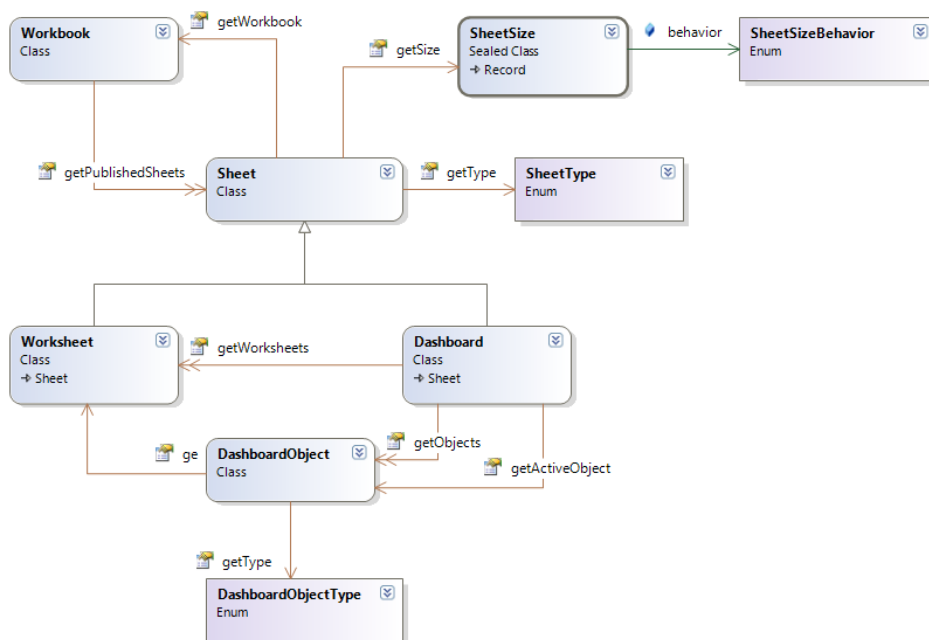 Workbook
Class
getWorkbook
getSize
SheetSize
Sealed Class
Record
behavior
SheetSizeBehavior
Enum
getPublishedSheets
Sheet
Class
getType
SheetType
Enum
Worksheet
Class
Sheet
getWorksheets
Dashboard
Class
Sheet
ge
DashboardObject
Class
getObjects
getActiveObject
getType
DashboardObjectType
Enum